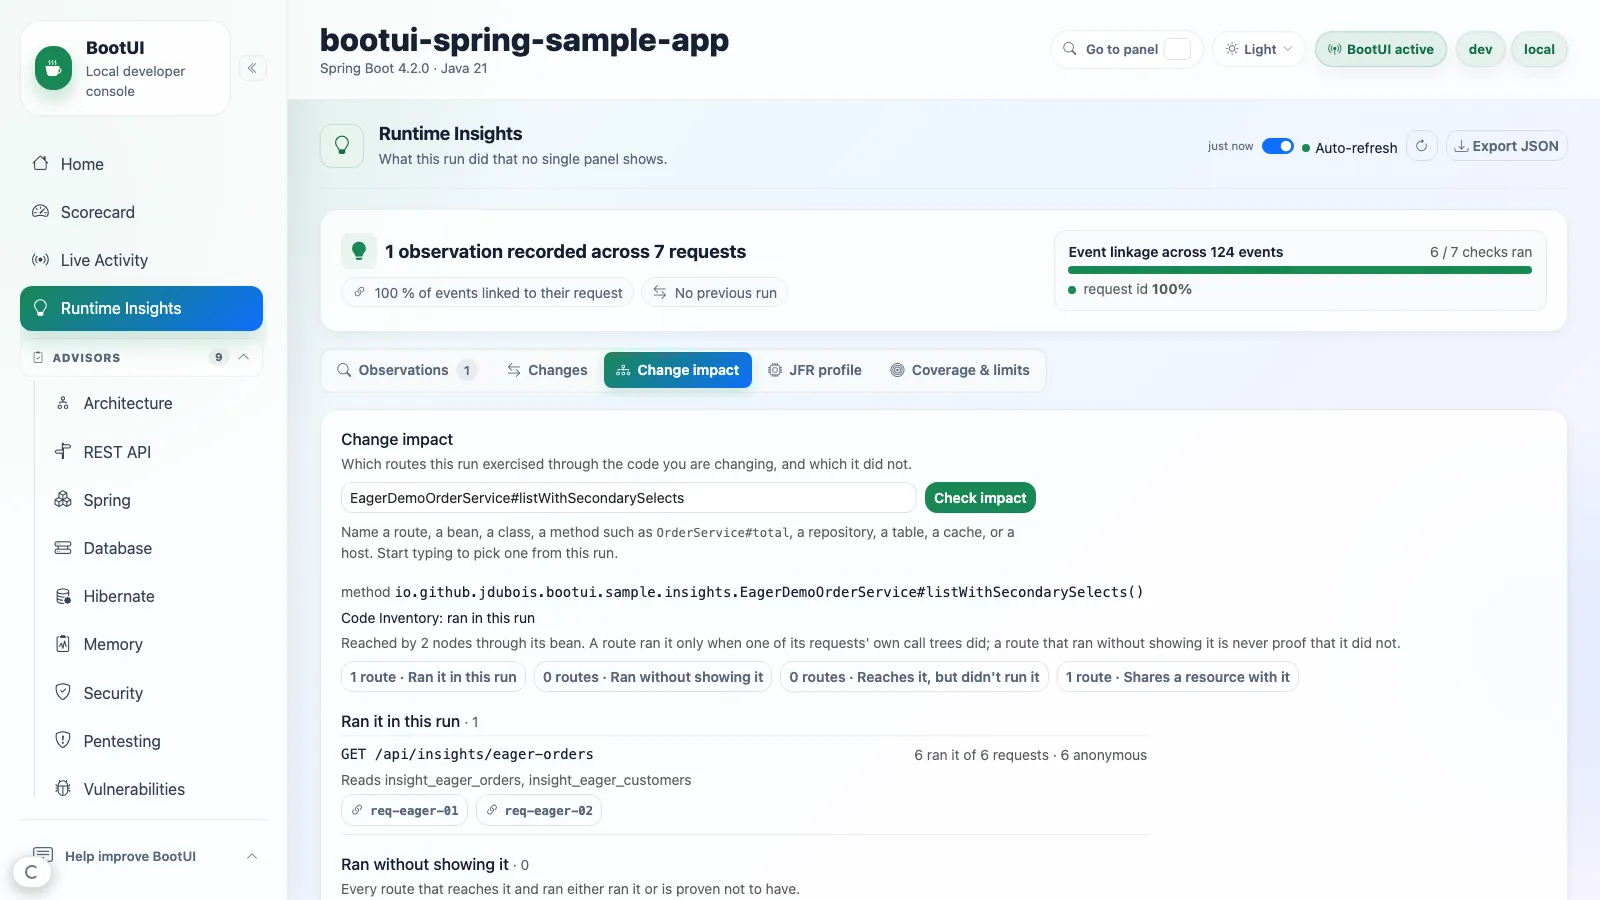 BootUI
Local developer
console
Home
Scorecard
Live Activity
Runtime Insights
ADVISORS 9
Architecture
REST API
Spring
Database
Hibernate
Memory
Security
Pentesting
Vulnerabilities
Help improve BootUI
C
bootui-spring-sample-app
Spring Boot 4.2.0 · Java 21
Go to panel
Light
BootUI active
dev
local
Runtime Insights
What this run did that no single panel shows.
just now
Auto-refresh
Export JSON
1 observation recorded across 7 requests
100 % of events linked to their request
No previous run
Event linkage across 124 events
6 / 7 checks ran
request id 100%
Observations 1
Changes
Change impact
JFR profile
Coverage & limits
Change impact
Which routes this run exercised through the code you are changing, and which it did not.
EagerDemoOrderService#listWithSecondarySelects
Check impact
Name a route, a bean, a class, a method such as OrderService#total, a repository, a table, a cache, or a
host. Start typing to pick one from this run.
method io.github.jdubois.bootui.sample.insights.EagerDemoOrderService#listWithSecondarySelects()
Code Inventory: ran in this run
Reached by 2 nodes through its bean. A route ran it only when one of its requests' own call trees did; a route that ran without showing it is never proof that it did not.
1 route · Ran it in this run
0 routes · Ran without showing it
0 routes · Reaches it, but didn't run it
1 route · Shares a resource with it
Ran it in this run · 1
GET /api/insights/eager-orders
6 ran it of 6 requests · 6 anonymous
Reads insight_eager_orders, insight_eager_customers
req-eager-01
req-eager-02
Ran without showing it · 0
Every route that reaches it and ran either ran it or is proven not to have.